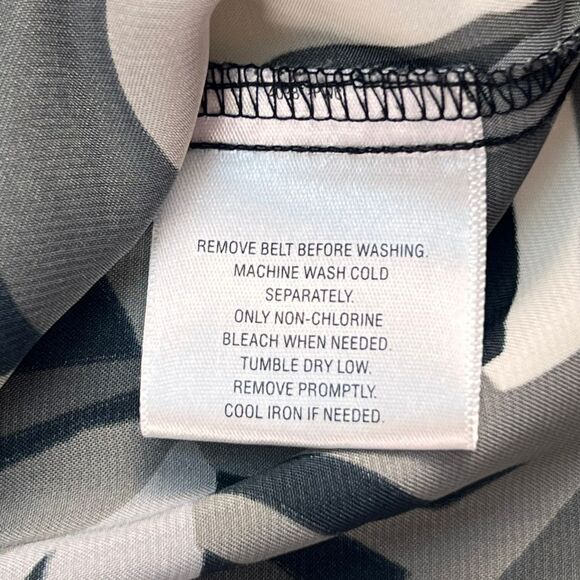 REMOVE BELT BEFORE WASHING.
MACHINE WASH COLD
SEPARATELY.
ONLY NON-CHLORINE
BLEACH WHEN NEEDED.
TUMBLE DRY LOW.
REMOVE PROMPTLY.
COOL IRON IF NEEDED.